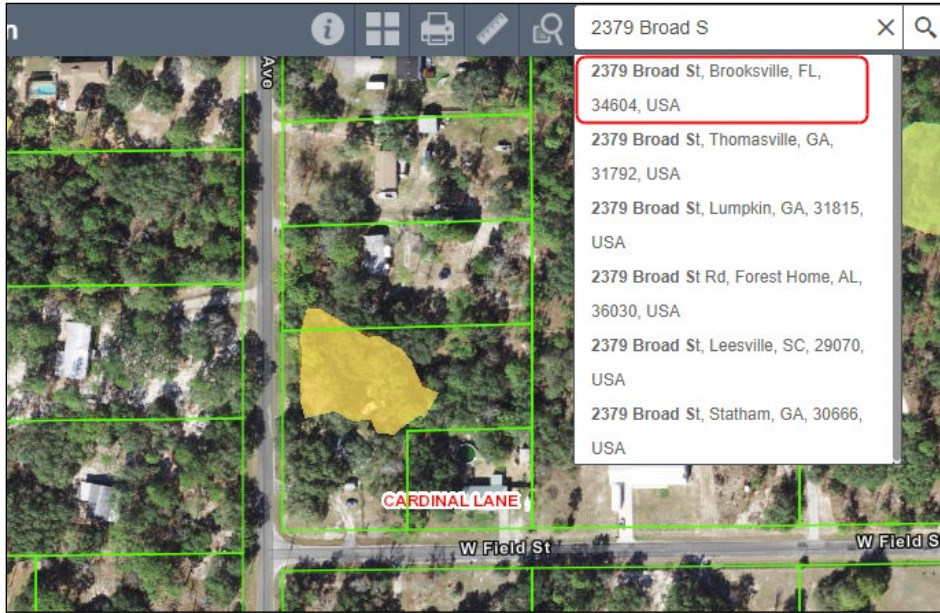 n
2379 Broad S
2379 Broad St, Brooksville, FL,
34604, USA
2379 Broad St, Thomasville, GA,
31792, USA
2379 Broad St, Lumpkin, GA, 31815,
USA
2379 Broad St Rd, Forest Home, AL,
36030, USA
2379 Broad St, Leesville, SC, 29070,
USA
2379 Broad St, Statham, GA, 30666,
USA
Ave
CARDINAL LANE
W Field St
W Field S